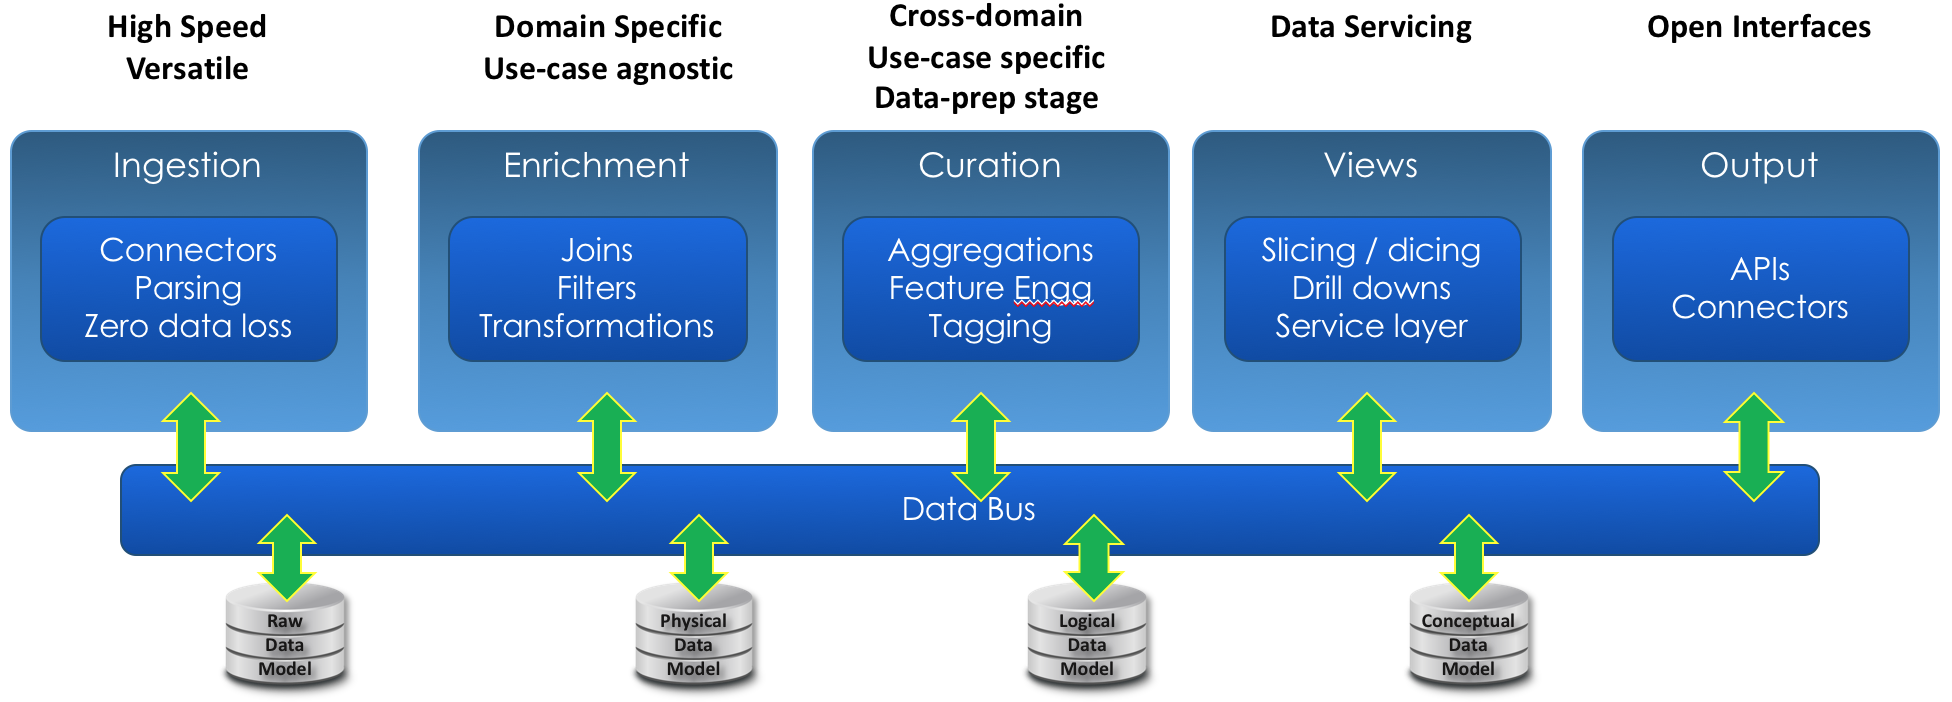 High Speed
Versatile
Domain Specific
Use-case agnostic
Cross-domain
Use-case specific
Data-prep stage
Data Servicing
Open Interfaces
Ingestion
Connectors
Parsing
Zero data loss
Enrichment
Joins
Filters
Transformations
Curation
Aggregations
Feature Engg
Tagging
Views
Slicing / dicing
Drill downs
Service layer
Output
APIs
Connectors
Data Bus
Raw
Data
Model
Physical
Data
Model
Logical
Data
Model
Conceptual
Data
Model